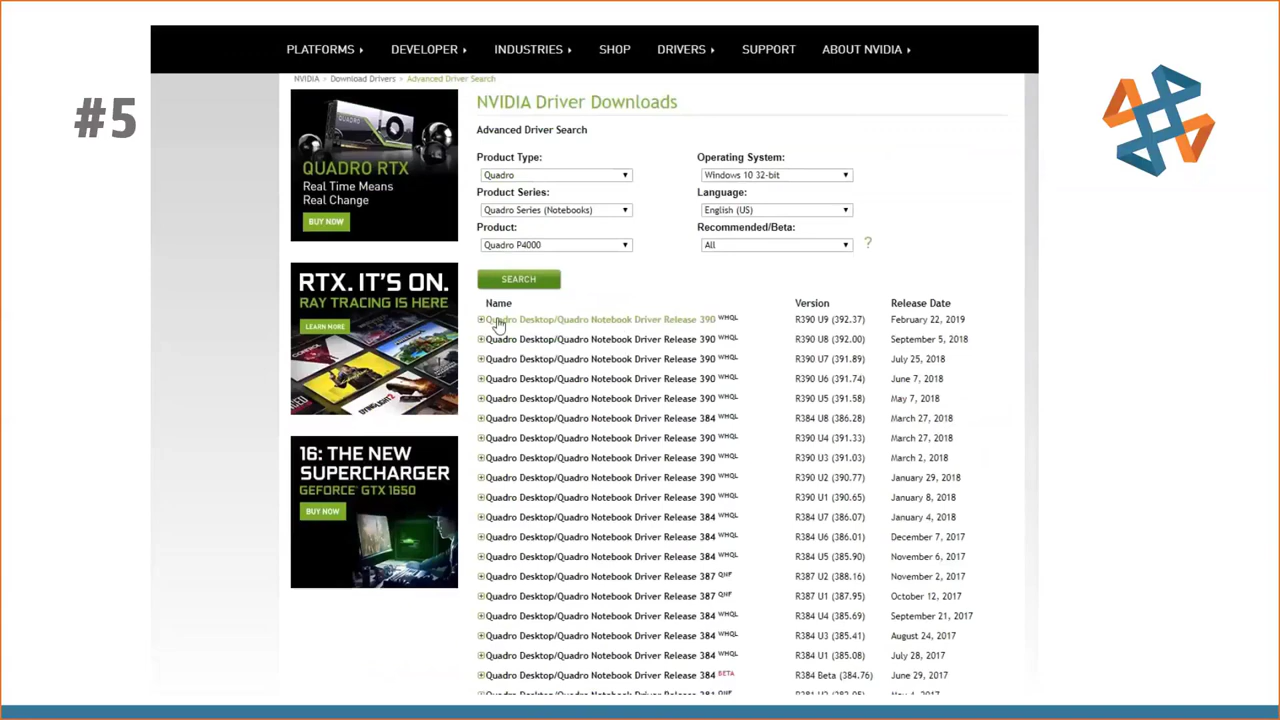 PLATFORMS DEVELOPER INDUSTRIES SHOP DRIVERS SUPPORT ABOUT NVIDIA
NVIDIA > Download Drivers > Advanced Driver Search
#5
QUADRO RTX
Real Time Means
Real Change
BUY NOW
RTX. IT'S ON.
RAY TRACING IS HERE
LEARN MORE
CONTROL
DYING LIGHT 2
16: THE NEW
SUPERCHARGER
GEFORCE® GTX 1650
BUY NOW
NVIDIA Driver Downloads
Advanced Driver Search
Product Type: Operating System:
Quadro Windows 10 32-bit
Product Series: Language:
Quadro Series (Notebooks) English (US)
Product: Recommended/Beta:
Quadro P4000 All ?
SEARCH
Name Version Release Date
Quadro Desktop/Quadro Notebook Driver Release 390 WHQL R390 U9 (392.37) February 22, 2019
Quadro Desktop/Quadro Notebook Driver Release 390 WHQL R390 U8 (392.00) September 5, 2018
Quadro Desktop/Quadro Notebook Driver Release 390 WHQL R390 U7 (391.89) July 25, 2018
Quadro Desktop/Quadro Notebook Driver Release 390 WHQL R390 U6 (391.74) June 7, 2018
Quadro Desktop/Quadro Notebook Driver Release 390 WHQL R390 U5 (391.58) May 7, 2018
Quadro Desktop/Quadro Notebook Driver Release 384 WHQL R384 U8 (386.28) March 27, 2018
Quadro Desktop/Quadro Notebook Driver Release 390 WHQL R390 U4 (391.33) March 27, 2018
Quadro Desktop/Quadro Notebook Driver Release 390 WHQL R390 U3 (391.03) March 2, 2018
Quadro Desktop/Quadro Notebook Driver Release 390 WHQL R390 U2 (390.77) January 29, 2018
Quadro Desktop/Quadro Notebook Driver Release 390 WHQL R390 U1 (390.65) January 8, 2018
Quadro Desktop/Quadro Notebook Driver Release 384 WHQL R384 U7 (386.07) January 4, 2018
Quadro Desktop/Quadro Notebook Driver Release 384 WHQL R384 U6 (386.01) December 7, 2017
Quadro Desktop/Quadro Notebook Driver Release 384 WHQL R384 U5 (385.90) November 6, 2017
Quadro Desktop/Quadro Notebook Driver Release 387 QNF R387 U2 (388.16) November 2, 2017
Quadro Desktop/Quadro Notebook Driver Release 387 QNF R387 U1 (387.95) October 12, 2017
Quadro Desktop/Quadro Notebook Driver Release 384 WHQL R384 U4 (385.69) September 21, 2017
Quadro Desktop/Quadro Notebook Driver Release 384 WHQL R384 U3 (385.41) August 24, 2017
Quadro Desktop/Quadro Notebook Driver Release 384 WHQL R384 U1 (385.08) July 28, 2017
Quadro Desktop/Quadro Notebook Driver Release 384 BETA R384 Beta (384.76) June 29, 2017